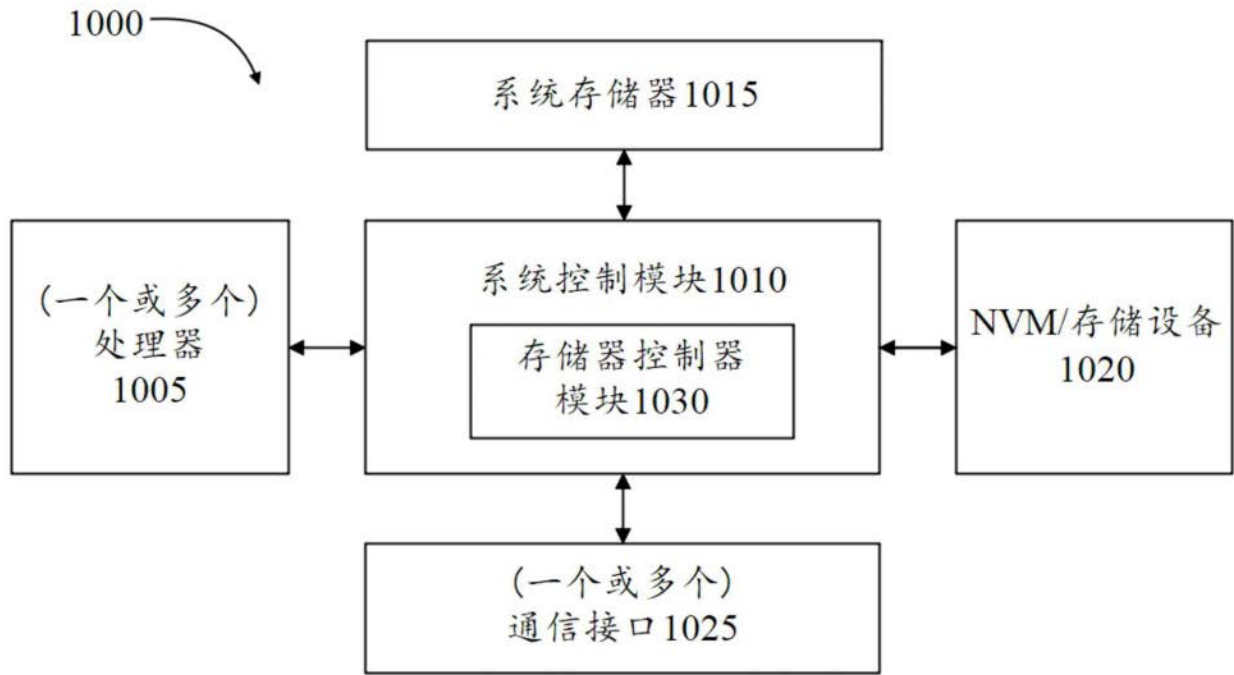 1000
系统存储器1015
(一个或多个)
处理器
1005
系统控制模块1010
存储器控制器
模块1030
NVM/存储设备
1020
(一个或多个)
通信接口1025